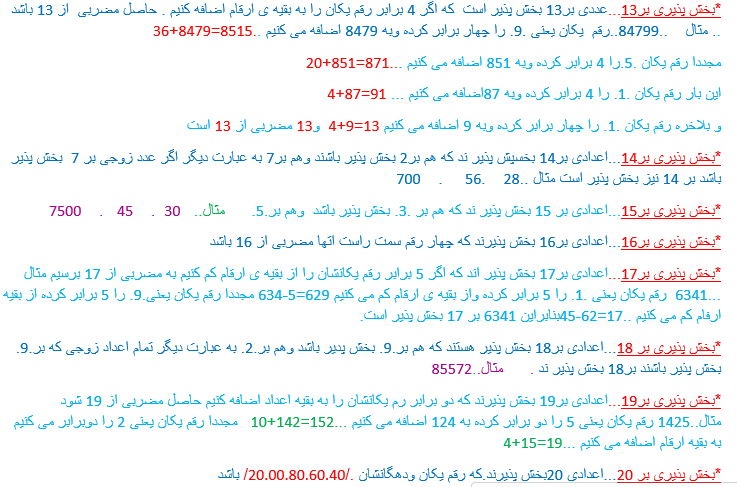 *بخش پذیری بر13...عددی بر13 بخش پذیر است  که اگر 4 برابر رقم یکان را به بقیه ی ارقام اضافه کنیم . حاصل مضربی  از 13 باشد
.. مثال    ..84799..رقم  یکان یعنی .9. را چهار برابر کرده وبه 8479 اضافه می کنیم ..8515=8479+36
مجددا رقم یکان .5.را 4 برابر کرده وبه 851 اضافه می کنیم ...871=851+20
این بار رقم یکان .1. را 4 برابر کرده وبه 87اضافه می کنیم ... 91=87+4
و بلاخره رقم یکان .1. را چهار برابر کرده وبه 9 اضافه می کنیم 13=9+4  و13 مضربی از 13 است
*بخش پذیری بر14...اعدادی بر14 بخسپش پذیر ند که هم بر2 بخش پذیر باشند وهم بر7 به عبارت دیگر اگر عدد زوجی بر 7  بخش پذیر
باشد بر 14 نیز بخش پذیر است مثال ..28    .56    .    700
*بخش پذیری بر15...اعدادی بر 15 بخش پذیر ند که هم بر .3. بخش پذیر باشد  وهم بر.5.    مثال..  30  .  45  .  7500
*بخش پذیری بر16...اعدادی بر16 بخش پذیرند که چهار رقم سمت راست آنها مضربی از 16 باشد
*بخش پذیری بر17...اعدادی بر17 بخش پذیر اند که اگر 5 برابر رقم یکانشان را از بقیه ی ارقام کم کنیم به مضربی از 17 برسیم مثال
...6341  رقم یکان یعنی .1. را 5 برابر کرده واز بقیه ی ارقام کم می کنیم 629=5-634 مجددا رقم یکان یعنی.9. را 5 برابر کرده از بقیه
ارقام کم می کنیم ..17=62-45بنابراین 6341 بر 17 بخش پذیر است.
*بخش پذیری بر 18...اعدادی بر18 بخش پذیر هستند که هم بر.9. بخش پدیر باشد وهم بر.2. به عبارت دیگر تمام اعداد زوجی که بر.9.
بخش پذیر باشند بر18 بخش پذیر ند .    مثال..85572
*بخش پذیری بر19...اعدادی بر19 بخش پذیرند که دو برابر رم یکانشان را به بقیه اعداد اضافه کنیم حاصل مضربی از 19 شود
مثال..1425 رقم یکان یعنی 5 را دو برابر کرده به 124 اضافه می کنیم ...152=142+10  مجددا رقم یکان یعنی 2 را دوبرابر می کنیم
به بقیه ارقام اضافه می کنیم ...19=15+4
*بخش پذیری بر 20...اعدادی 20بخش پذیرند.که رقم یکان ودهگانشان ./20.00.80.60.40/ باشد